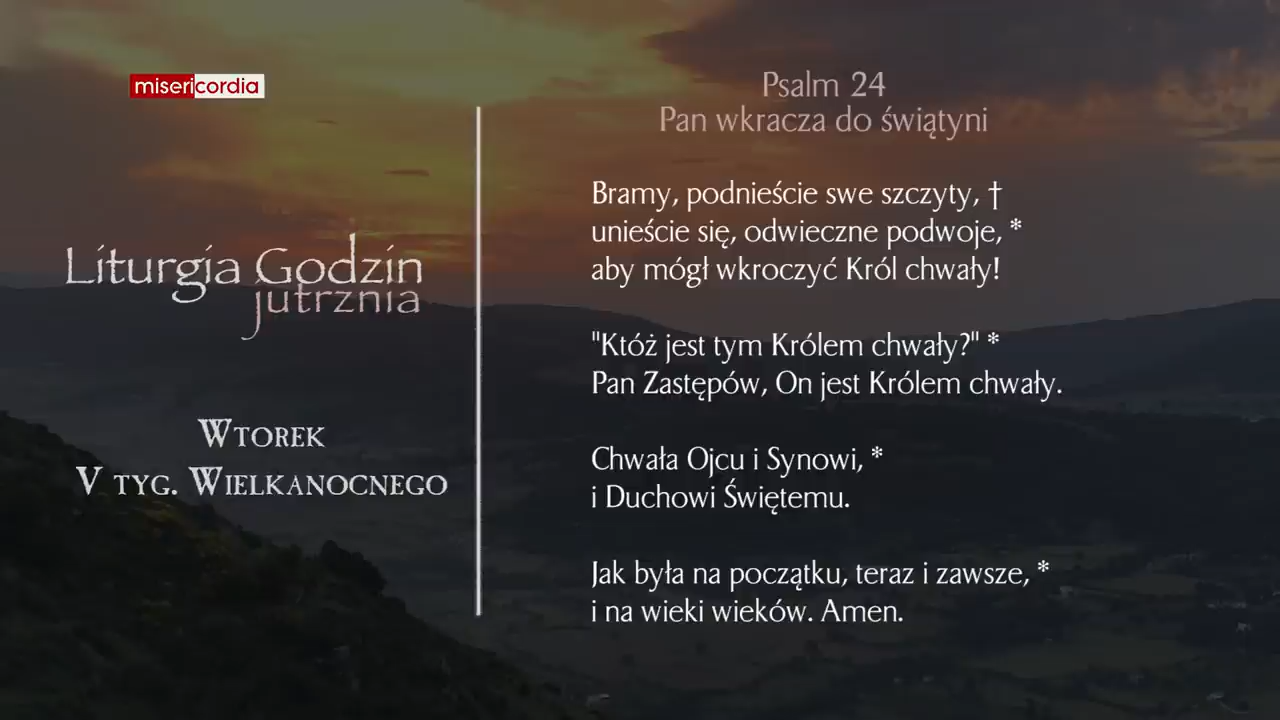 misericordia
Liturgia Godzin
jutrznia
Wtorek
V tyg. Wielkanocnego
Psalm 24
Pan wkracza do świątyni
Bramy, podnieście swe szczyty, †
unieście się, odwieczne podwoje, *
aby mógł wkroczyć Król chwały!
"Któż jest tym Królem chwały?" *
Pan Zastępów, On jest Królem chwały.
Chwała Ojcu i Synowi, *
i Duchowi Świętemu.
Jak była na początku, teraz i zawsze, *
i na wieki wieków. Amen.